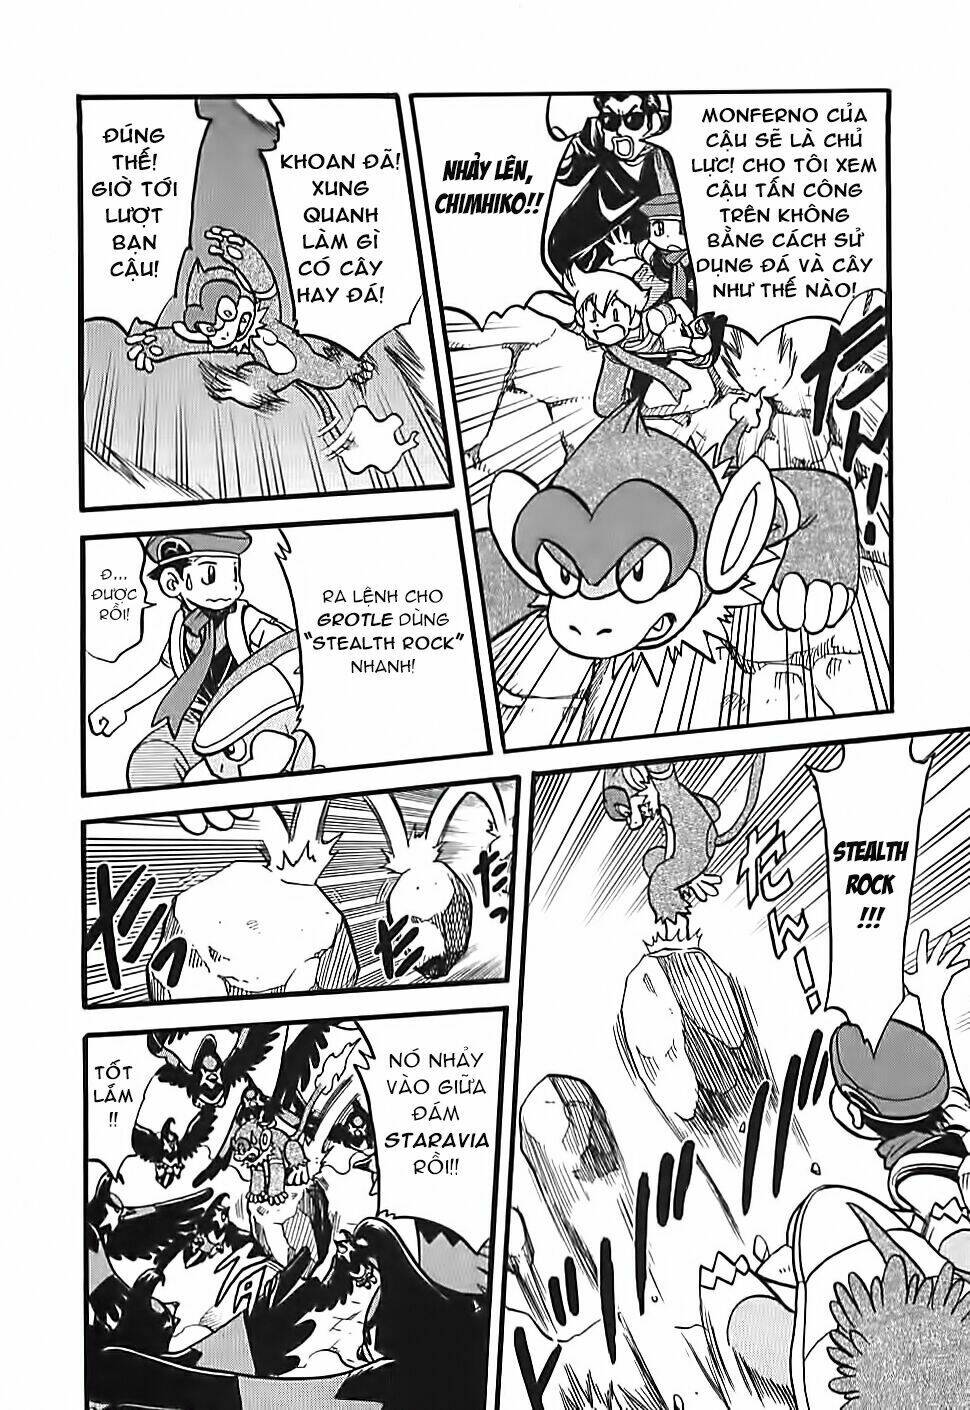 MONFERNO CỦA
CẬU SẼ LÀ CHỦ
LỰC! CHO TÔI XEM
CẬU TẤN CÔNG
TRÊN KHÔNG
BẰNG CÁCH SỬ
DỤNG ĐÁ VÀ CÂY
NHƯ THẾ NÀO!
NHẢY LÊN,
CHIMHIKO!!
KHOAN ĐÃ!
XUNG
QUANH
LÀM GÌ
CÓ CÂY
HAY ĐÁ!
ĐÚNG
THẾ!
GIỜ TỚI
LƯỢT
BẠN
CẬU!
RA LỆNH CHO
GROTLE DÙNG
"STEALTH ROCK"
NHANH!
Đ...
ĐƯỢC
RỒI!
STEALTH
ROCK
!!!
だん!
NÓ NHẢY
VÀO GIỮA
ĐÁM
STARAVIA
RỒI!!
TỐT
LẮM
!!